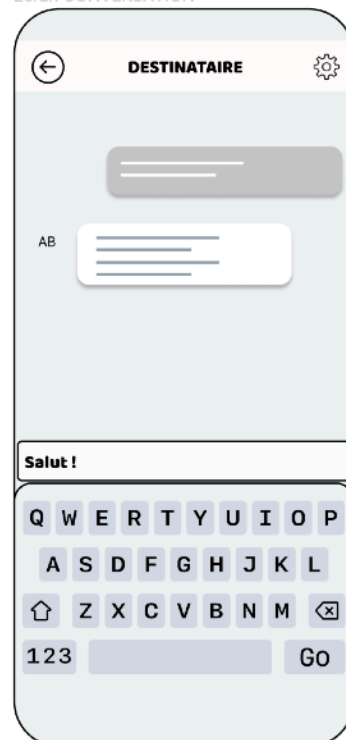 DESTINATAIRE
AB
Salut !
Q W E R T Y U I O P
A S D F G H J K L
Z X C V B N M
123 Go